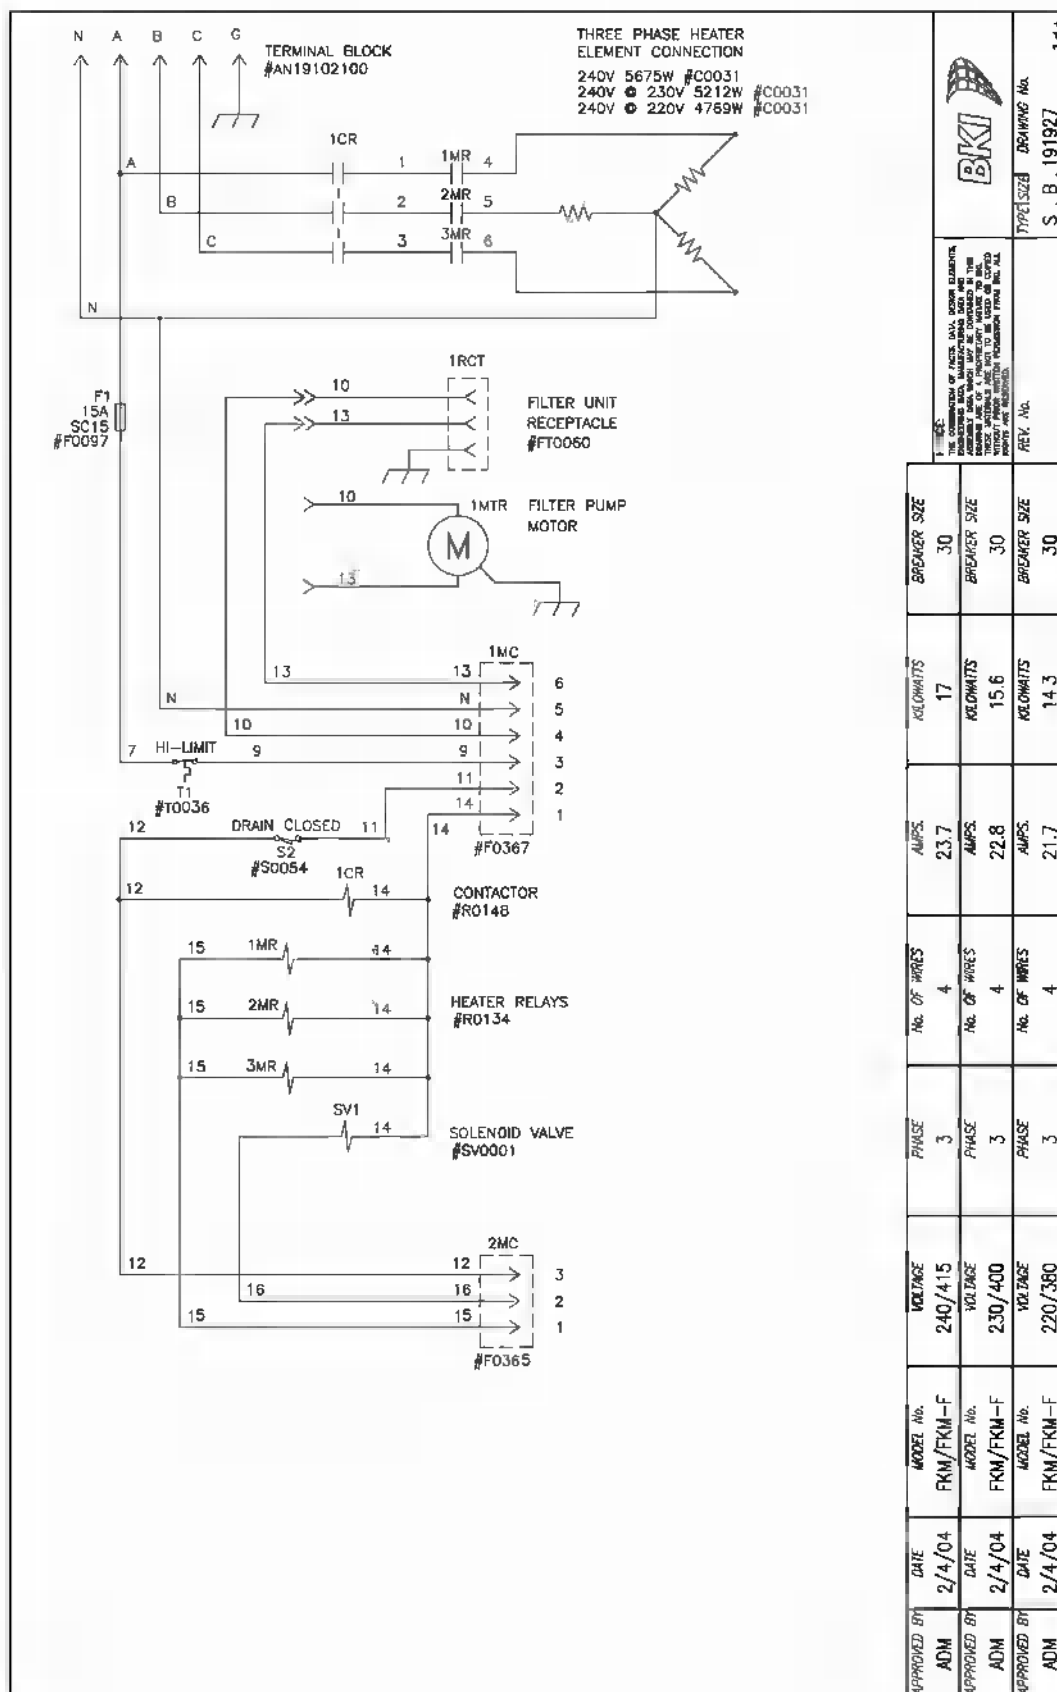 N A B C G
TERMINAL BLOCK
#AN19102100
THREE PHASE HEATER
ELEMENT CONNECTION
240V 5675W #C0031
240V @ 230V 5212W #C0031
240V @ 220V 4769W #C0031
1CR
A 1 1MR 4
B 2 2MR 5
C 3 3MR 6
N
F1
15A
SC15
#F0097
1RCT
10
13
FILTER UNIT
RECEPTACLE
#FT0060
10
1MTR
FILTER PUMP
MOTOR
M
13
1MC
13 13 6
N N 5
10 10 4
7 HI-LIMIT 9 9 3
T1
#T0036
11 2
14 1
12 DRAIN CLOSED 11 14
S2
#S0054
#F0367
12 1CR 14
CONTACTOR
#R0148
15 1MR 14
15 2MR 14
HEATER RELAYS
#R0134
15 3MR 14
SV1 14
SOLENOID VALVE
#SV0001
2MC
12 12 3
16 16 2
15 15 1
#F0365
BKI
TYPE SIZE DRAWING No.
S B 191927
REV. No.
APPROVED BY DATE MODEL No. VOLTAGE PHASE No. OF WIRES AMPS. KILOWATTS BREAKER SIZE
ADM 2/4/04 FKM/FKM-F 240/415 3 4 23.7 17 30
APPROVED BY DATE MODEL No. VOLTAGE PHASE No. OF WIRES AMPS. KILOWATTS BREAKER SIZE
ADM 2/4/04 FKM/FKM-F 230/400 3 4 22.8 15.6 30
APPROVED BY DATE MODEL No. VOLTAGE PHASE No. OF WIRES AMPS. KILOWATTS BREAKER SIZE
ADM 2/4/04 FKM/FKM-F 220/380 3 4 21.7 14.3 30